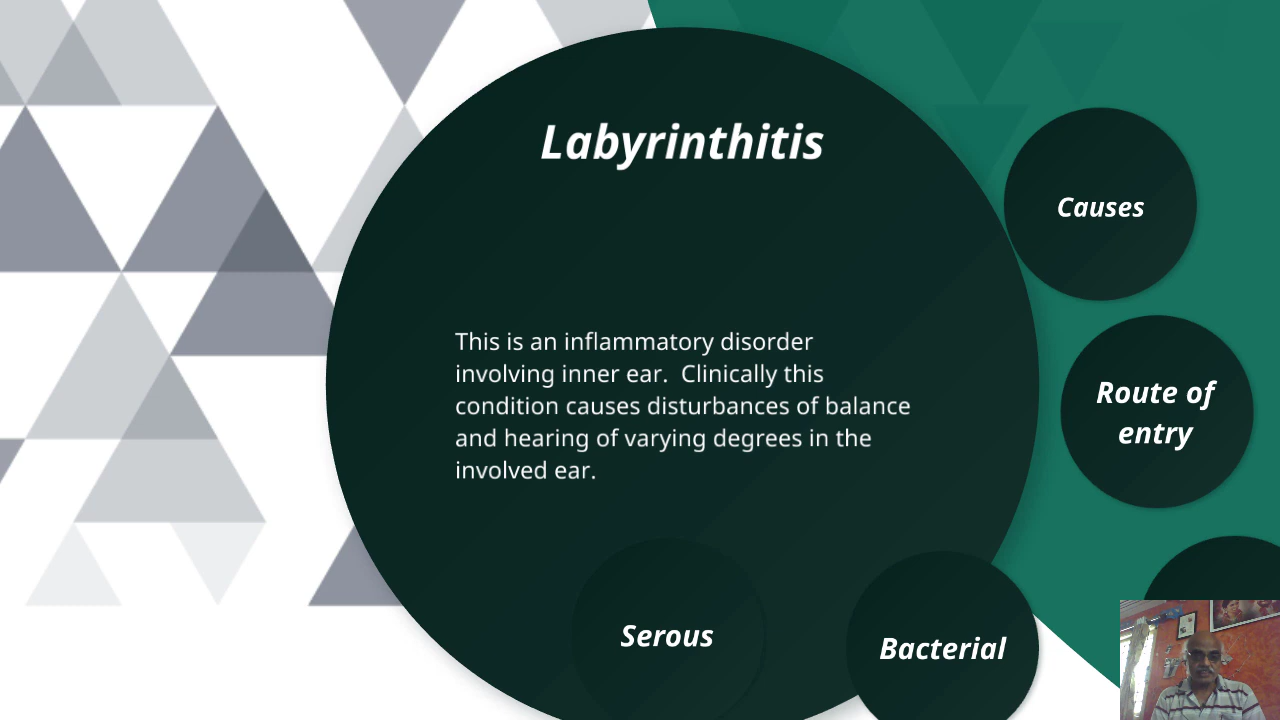 Labyrinthitis
This is an inflammatory disorder
involving inner ear.  Clinically this
condition causes disturbances of balance
and hearing of varying degrees in the
involved ear.
Causes
Route of
entry
Serous
Bacterial